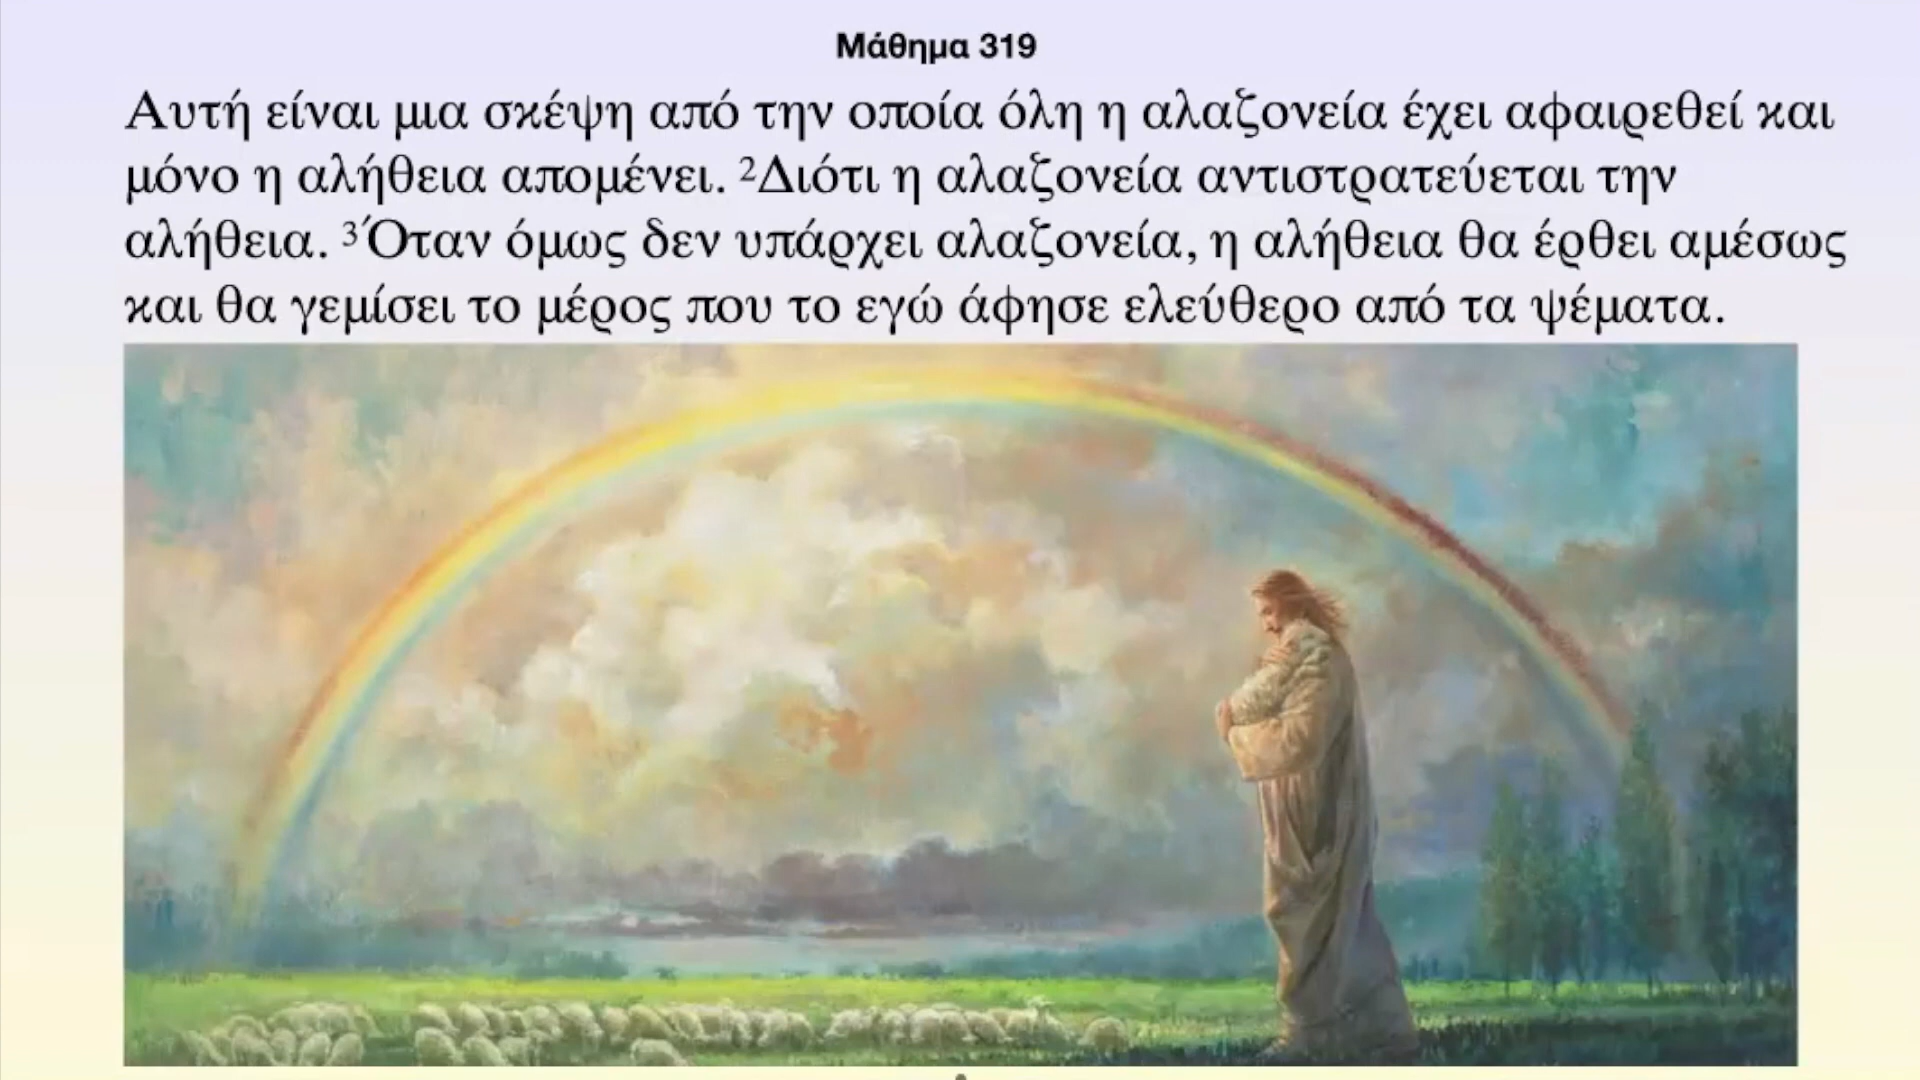 Μάθημα 319
Αυτή είναι μια σκέψη από την οποία όλη η αλαζονεία έχει αφαιρεθεί και
μόνο η αλήθεια απομένει. ²Διότι η αλαζονεία αντιστρατεύεται την
αλήθεια. ³Όταν όμως δεν υπάρχει αλαζονεία, η αλήθεια θα έρθει αμέσως
και θα γεμίσει το μέρος που το εγώ άφησε ελεύθερο από τα ψέματα.